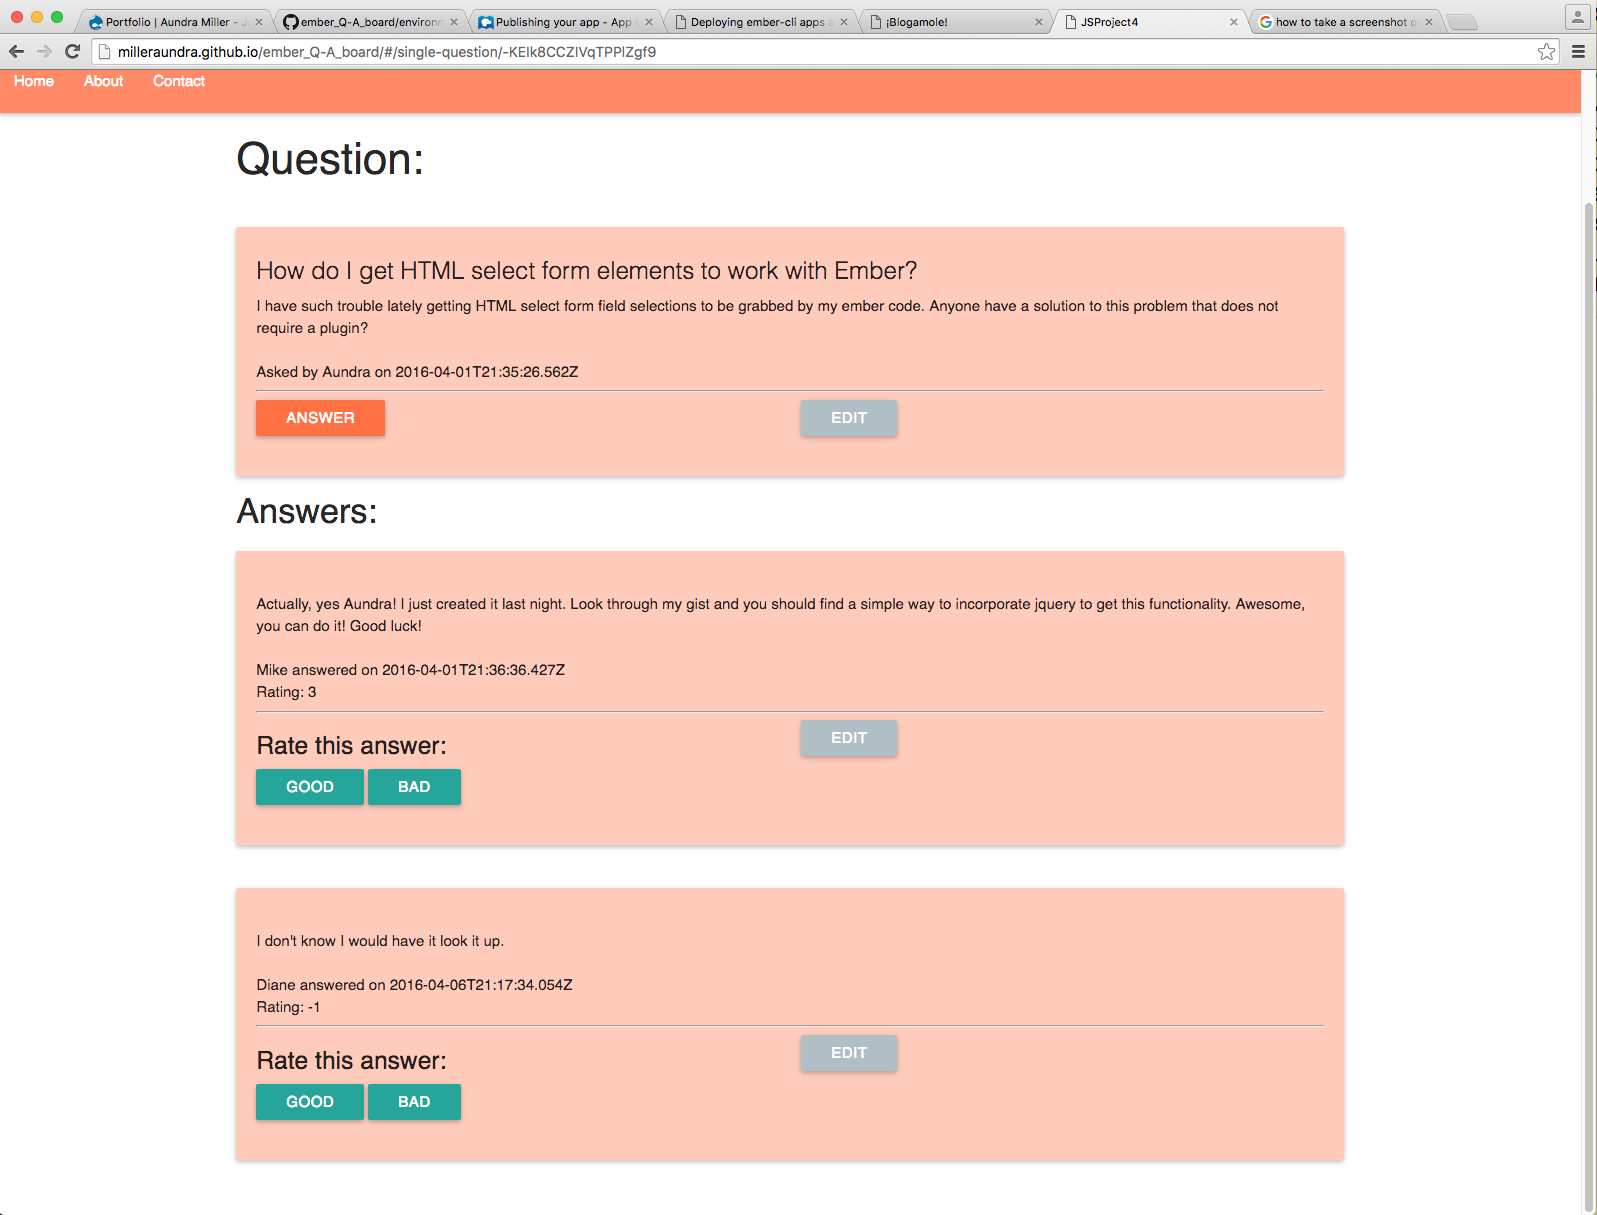 Portfolio | Aundra Miller - J
ember_Q-A_board/environm
Publishing your app - App
Deploying ember-cli apps a
¡Blogamole!
JSProject4
how to take a screenshot o
milleraundra.github.io/ember_Q-A_board/#/single-question/-KEIk8CCZIVqTPPlZgf9
Home About Contact
Question:
How do I get HTML select form elements to work with Ember?
I have such trouble lately getting HTML select form field selections to be grabbed by my ember code. Anyone have a solution to this problem that does not
require a plugin?
Asked by Aundra on 2016-04-01T21:35:26.562Z
ANSWER EDIT
Answers:
Actually, yes Aundra! I just created it last night. Look through my gist and you should find a simple way to incorporate jquery to get this functionality. Awesome,
you can do it! Good luck!
Mike answered on 2016-04-01T21:36:36.427Z
Rating: 3
EDIT
Rate this answer:
GOOD BAD
I don't know I would have it look it up.
Diane answered on 2016-04-06T21:17:34.054Z
Rating: -1
EDIT
Rate this answer:
GOOD BAD